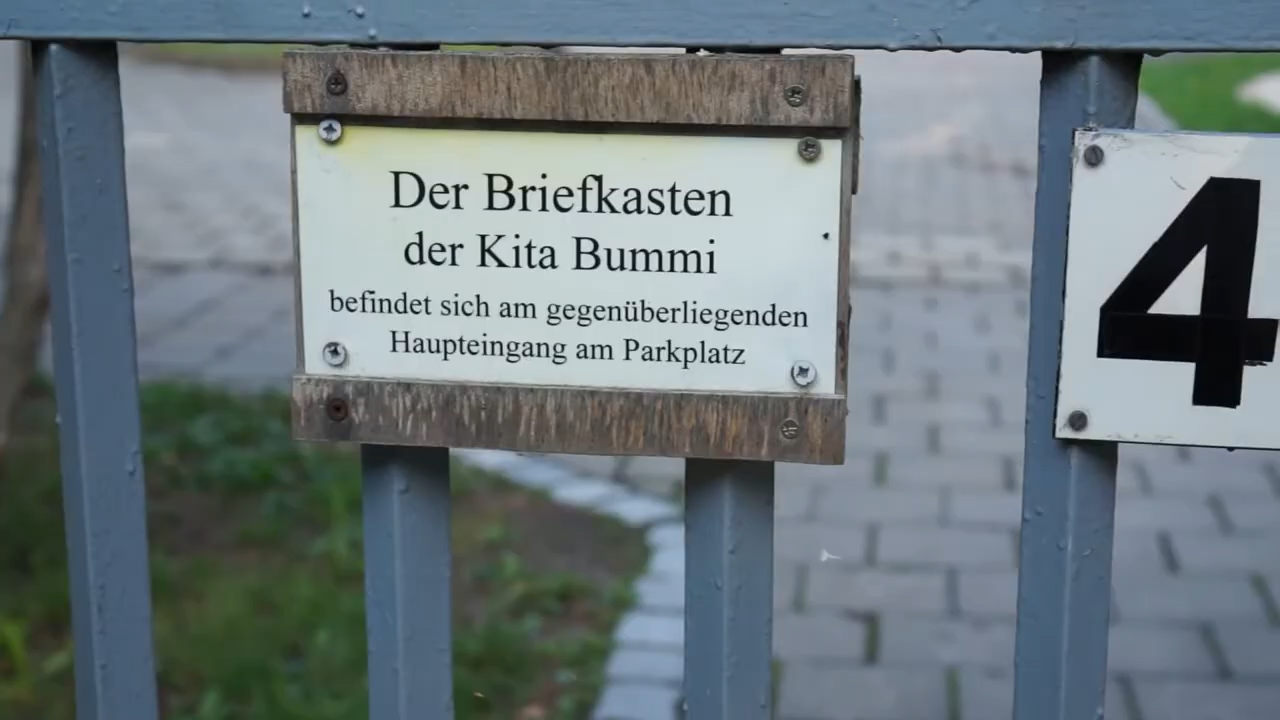 Der Briefkasten
der Kita Bummi
befindet sich am gegenüberliegenden
Haupteingang am Parkplatz
4